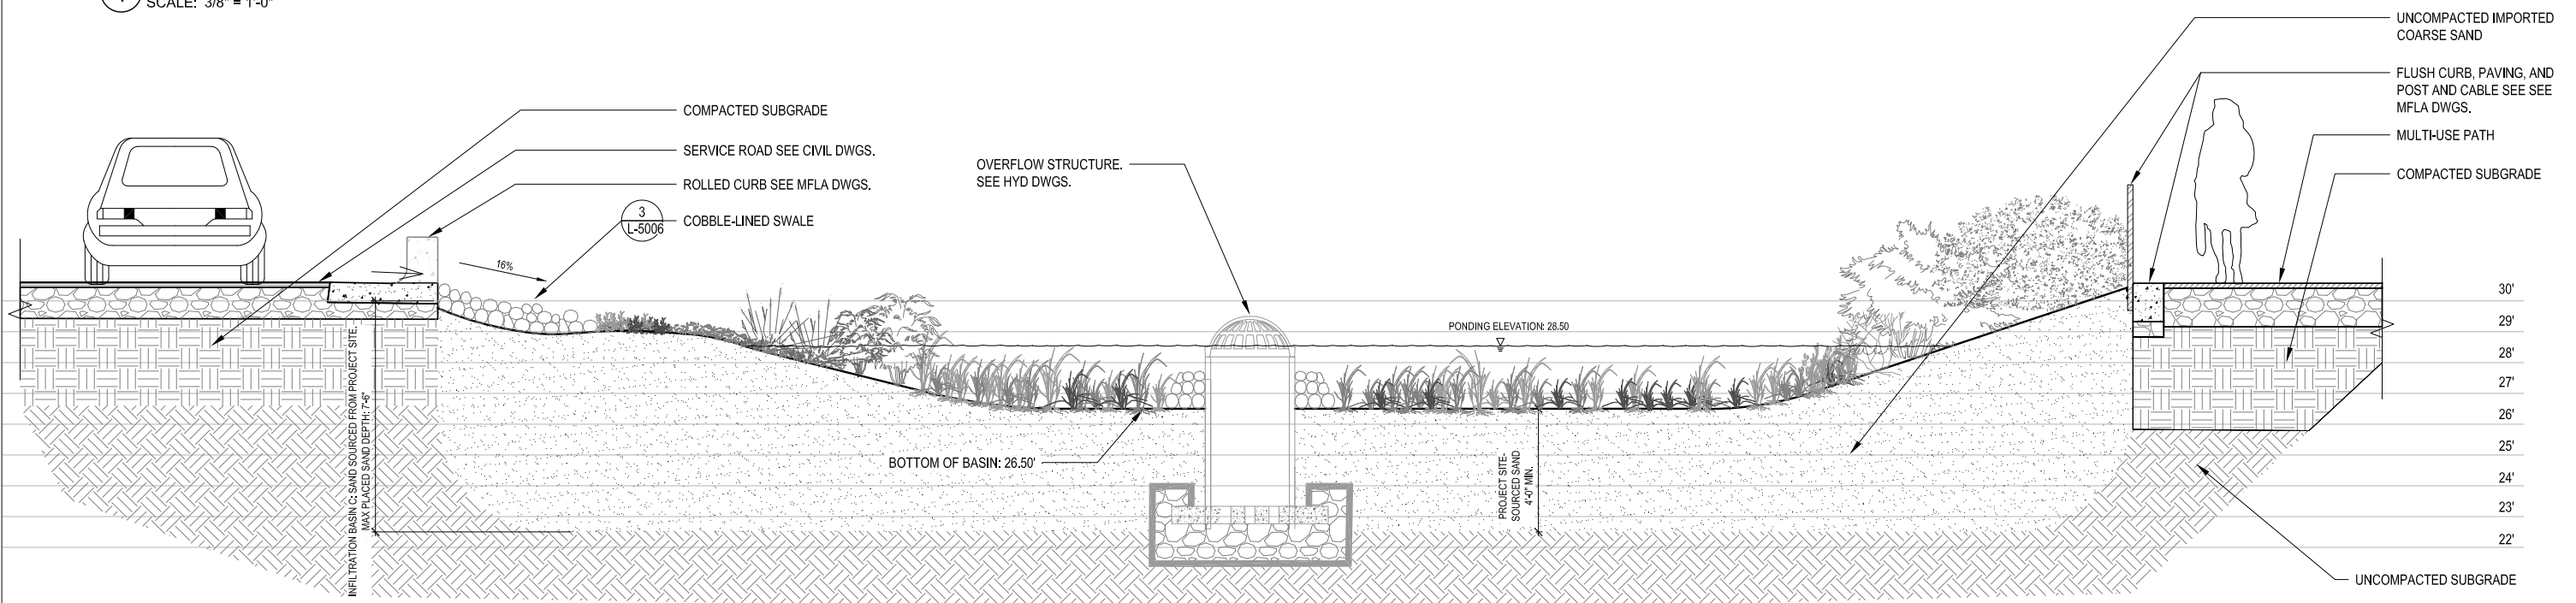 4
SCALE: 3/8" = 1'-0"
UNCOMPACTED IMPORTED
COARSE SAND
FLUSH CURB, PAVING, AND
POST AND CABLE SEE SEE
MFLA DWGS.
MULTI-USE PATH
COMPACTED SUBGRADE
COMPACTED SUBGRADE
SERVICE ROAD SEE CIVIL DWGS.
ROLLED CURB SEE MFLA DWGS.
3
L-5006
COBBLE-LINED SWALE
OVERFLOW STRUCTURE.
SEE HYD DWGS.
16%
PONDING ELEVATION: 28.50
30'
29'
28'
27'
26'
25'
24'
23'
22'
INFILTRATION BASIN C: SAND SOURCED FROM PROJECT SITE.
MAX PLACED SAND DEPTH: 7'-6"
BOTTOM OF BASIN: 26.50'
PROJECT SITE-
SOURCED SAND
4'-0" MIN.
UNCOMPACTED SUBGRADE